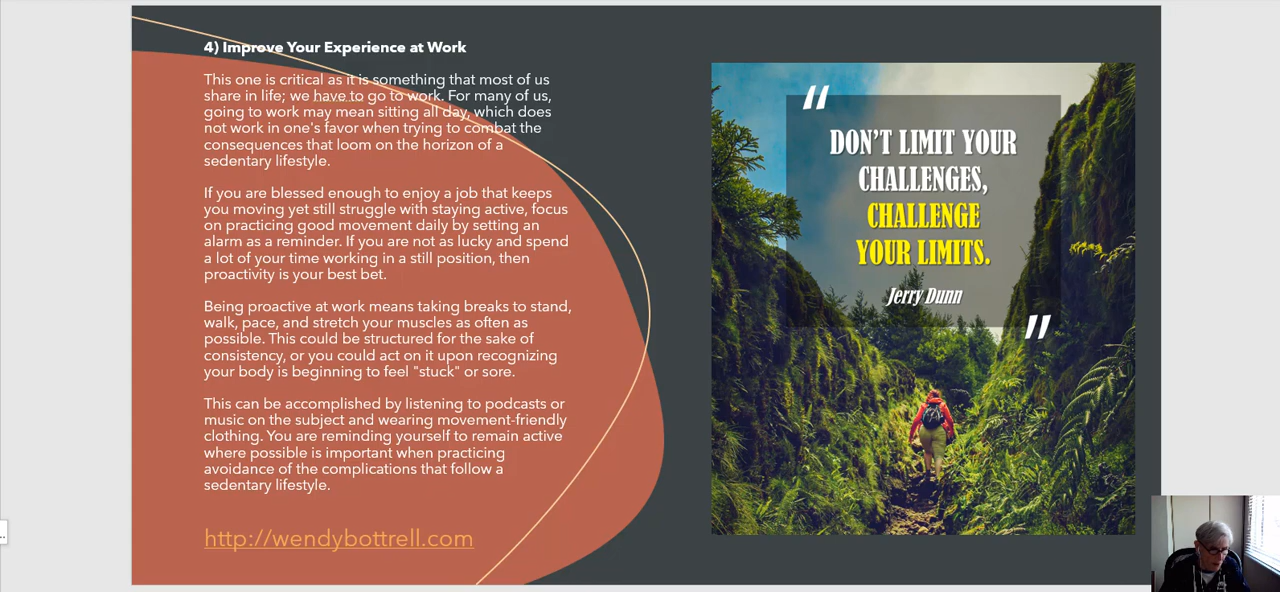 4) Improve Your Experience at Work
This one is critical as it is something that most of us
share in life; we have to go to work. For many of us,
going to work may mean sitting all day, which does
not work in one's favor when trying to combat the
consequences that loom on the horizon of a
sedentary lifestyle.
If you are blessed enough to enjoy a job that keeps
you moving yet still struggle with staying active, focus
on practicing good movement daily by setting an
alarm as a reminder. If you are not as lucky and spend
a lot of your time working in a still position, then
proactivity is your best bet.
Being proactive at work means taking breaks to stand,
walk, pace, and stretch your muscles as often as
possible. This could be structured for the sake of
consistency, or you could act on it upon recognizing
your body is beginning to feel "stuck" or sore.
This can be accomplished by listening to podcasts or
music on the subject and wearing movement-friendly
clothing. You are reminding yourself to remain active
where possible is important when practicing
avoidance of the complications that follow a
sedentary lifestyle.
http://wendybottrell.com
"
DON'T LIMIT YOUR
CHALLENGES,
CHALLENGE
YOUR LIMITS.
Jerry Dunn
"